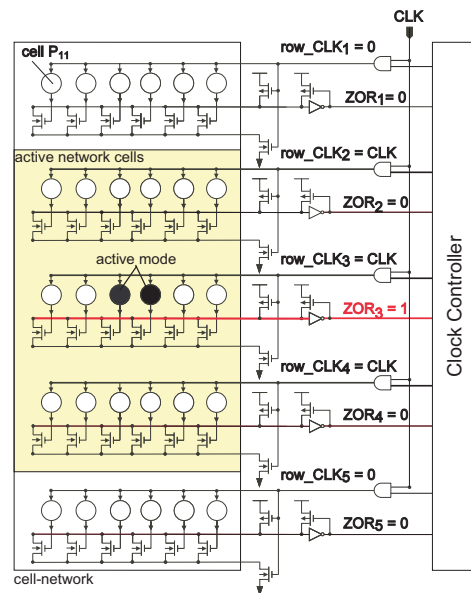 CLK
cell P11
row_CLK1 = 0
ZOR1= 0
active network cells
row_CLK2 = CLK
ZOR2 = 0
active mode
row_CLK3 = CLK
ZOR3 = 1
row_CLK4 = CLK
ZOR4 = 0
row_CLK5 = 0
ZOR5 = 0
cell-network
Clock Controller